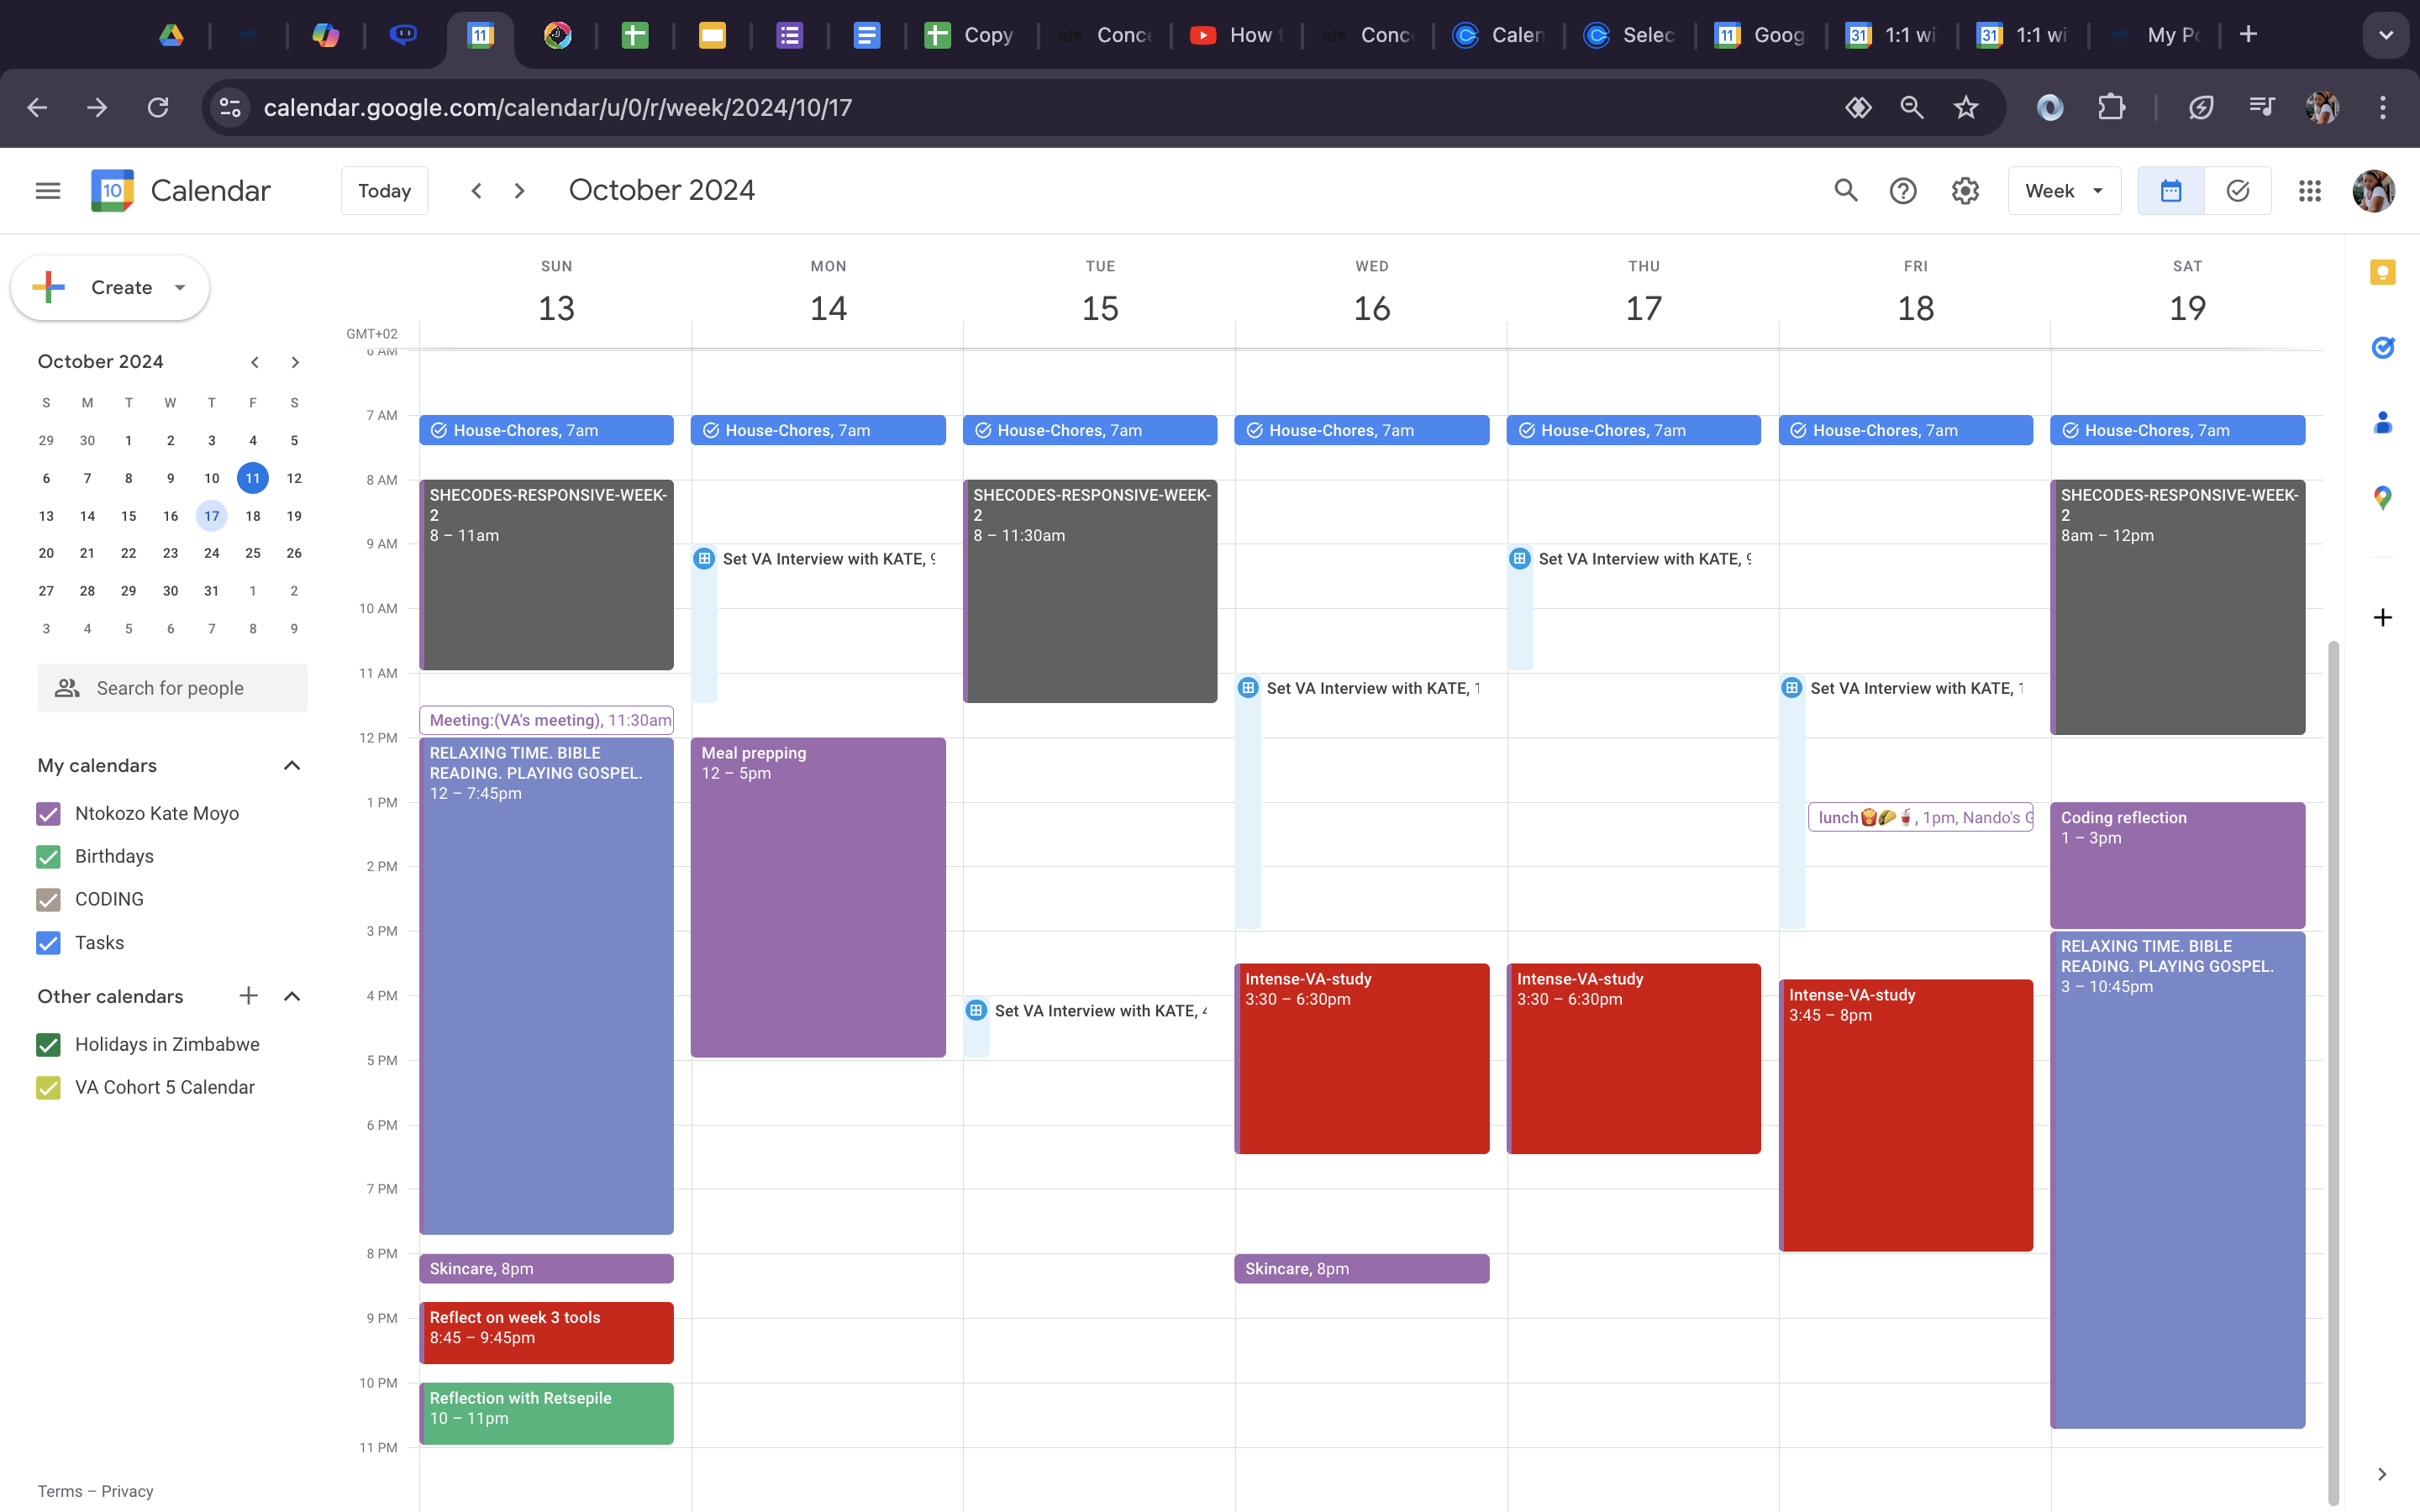 11
Copy
Conc
How
Conc
Calen
Selec
11
Goog
31
1:1 wi
31
1:1 wi
My Po
calendar.google.com/calendar/u/0/r/week/2024/10/17
10
Calendar
Today
October 2024
Week
Create
October 2024
S M T W T F S
29 30 1 2 3 4 5
6 7 8 9 10 11 12
13 14 15 16 17 18 19
20 21 22 23 24 25 26
27 28 29 30 31 1 2
3 4 5 6 7 8 9
Search for people
My calendars
Ntokozo Kate Moyo
Birthdays
CODING
Tasks
Other calendars
Holidays in Zimbabwe
VA Cohort 5 Calendar
Terms – Privacy
GMT+02
SUN MON TUE WED THU FRI SAT
13 14 15 16 17 18 19
6 AM
7 AM
8 AM
9 AM
10 AM
11 AM
12 PM
1 PM
2 PM
3 PM
4 PM
5 PM
6 PM
7 PM
8 PM
9 PM
10 PM
11 PM
House-Chores, 7am
SHECODES-RESPONSIVE-WEEK-
2
8 – 11am
Meeting:(VA's meeting), 11:30am
RELAXING TIME. BIBLE
READING. PLAYING GOSPEL.
12 – 7:45pm
Skincare, 8pm
Reflect on week 3 tools
8:45 – 9:45pm
Reflection with Retsepile
10 – 11pm
House-Chores, 7am
Set VA Interview with KATE, 9
Meal prepping
12 – 5pm
House-Chores, 7am
SHECODES-RESPONSIVE-WEEK-
2
8 – 11:30am
Set VA Interview with KATE, 4
House-Chores, 7am
Set VA Interview with KATE, 1
Intense-VA-study
3:30 – 6:30pm
Skincare, 8pm
House-Chores, 7am
Set VA Interview with KATE, 9
Intense-VA-study
3:30 – 6:30pm
House-Chores, 7am
Set VA Interview with KATE, 1
lunch🍟🌮🥤, 1pm, Nando's G
Intense-VA-study
3:45 – 8pm
House-Chores, 7am
SHECODES-RESPONSIVE-WEEK-
2
8am – 12pm
Coding reflection
1 – 3pm
RELAXING TIME. BIBLE
READING. PLAYING GOSPEL.
3 – 10:45pm